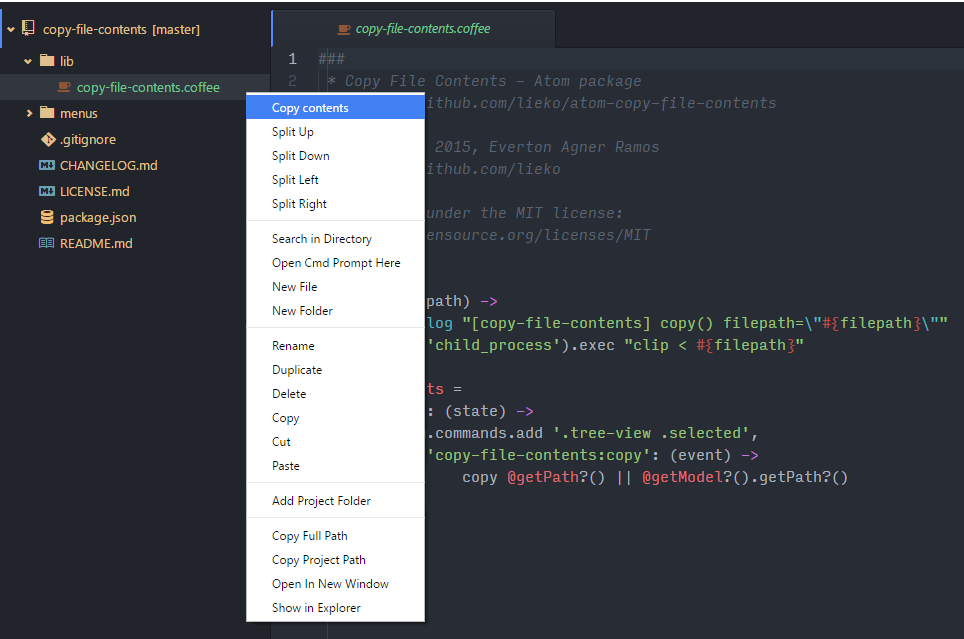 copy-file-contents [master]
lib
copy-file-contents.coffee
menus
.gitignore
CHANGELOG.md
LICENSE.md
package.json
README.md
copy-file-contents.coffee
1 ###
2 * Copy File Contents - Atom package
ithub.com/lieko/atom-copy-file-contents
2015, Everton Agner Ramos
ithub.com/lieko
under the MIT license:
ensource.org/licenses/MIT
path) ->
log "[copy-file-contents] copy() filepath=\"#{filepath}\""
'child_process').exec "clip < #{filepath}"
ts =
: (state) ->
.commands.add '.tree-view .selected',
'copy-file-contents:copy': (event) ->
copy @getPath?() || @getModel?().getPath?()
Copy contents
Split Up
Split Down
Split Left
Split Right
Search in Directory
Open Cmd Prompt Here
New File
New Folder
Rename
Duplicate
Delete
Copy
Cut
Paste
Add Project Folder
Copy Full Path
Copy Project Path
Open In New Window
Show in Explorer